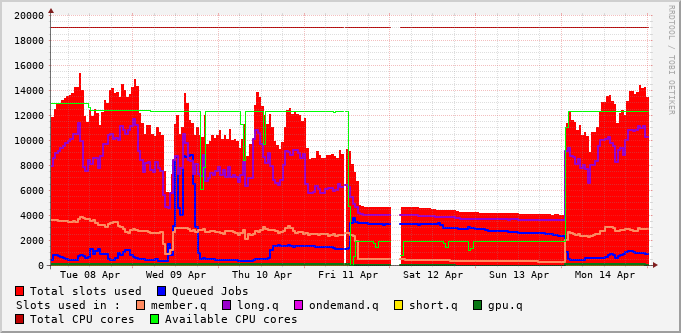 20000
18000
16000
14000
12000
10000
8000
6000
4000
2000
0
Tue 08 Apr Wed 09 Apr Thu 10 Apr Fri 11 Apr Sat 12 Apr Sun 13 Apr Mon 14 Apr
Total slots used Queued Jobs
Slots used in : member.q long.q ondemand.q short.q gpu.q
Total CPU cores Available CPU cores
RRDTOOL / TOBI OETIKER